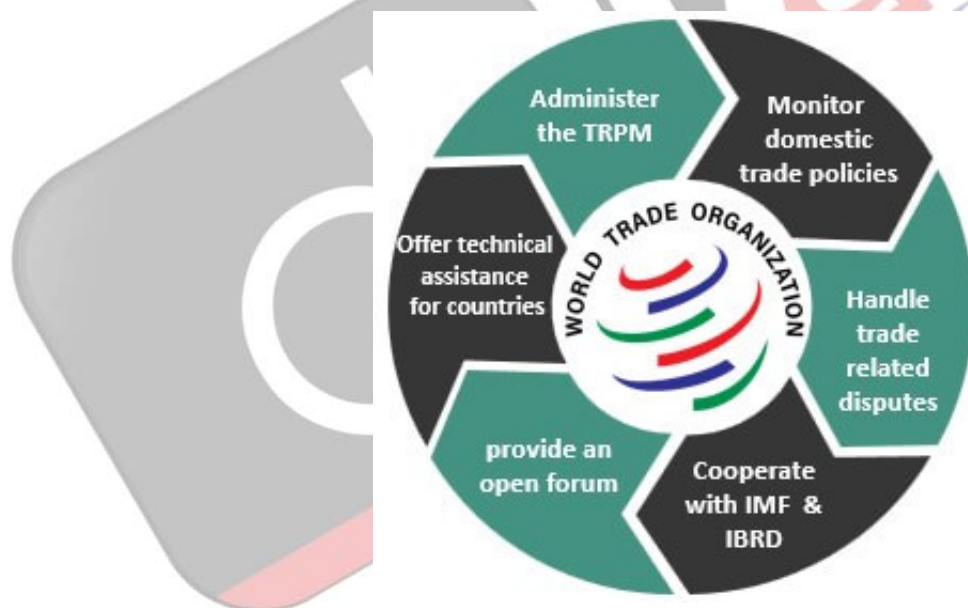 Administer
the TRPM
Monitor
domestic
trade policies
Handle
trade
related
disputes
Cooperate
with IMF &
IBRD
provide an
open forum
Offer technical
assistance
for countries
WORLD TRADE ORGANIZATION